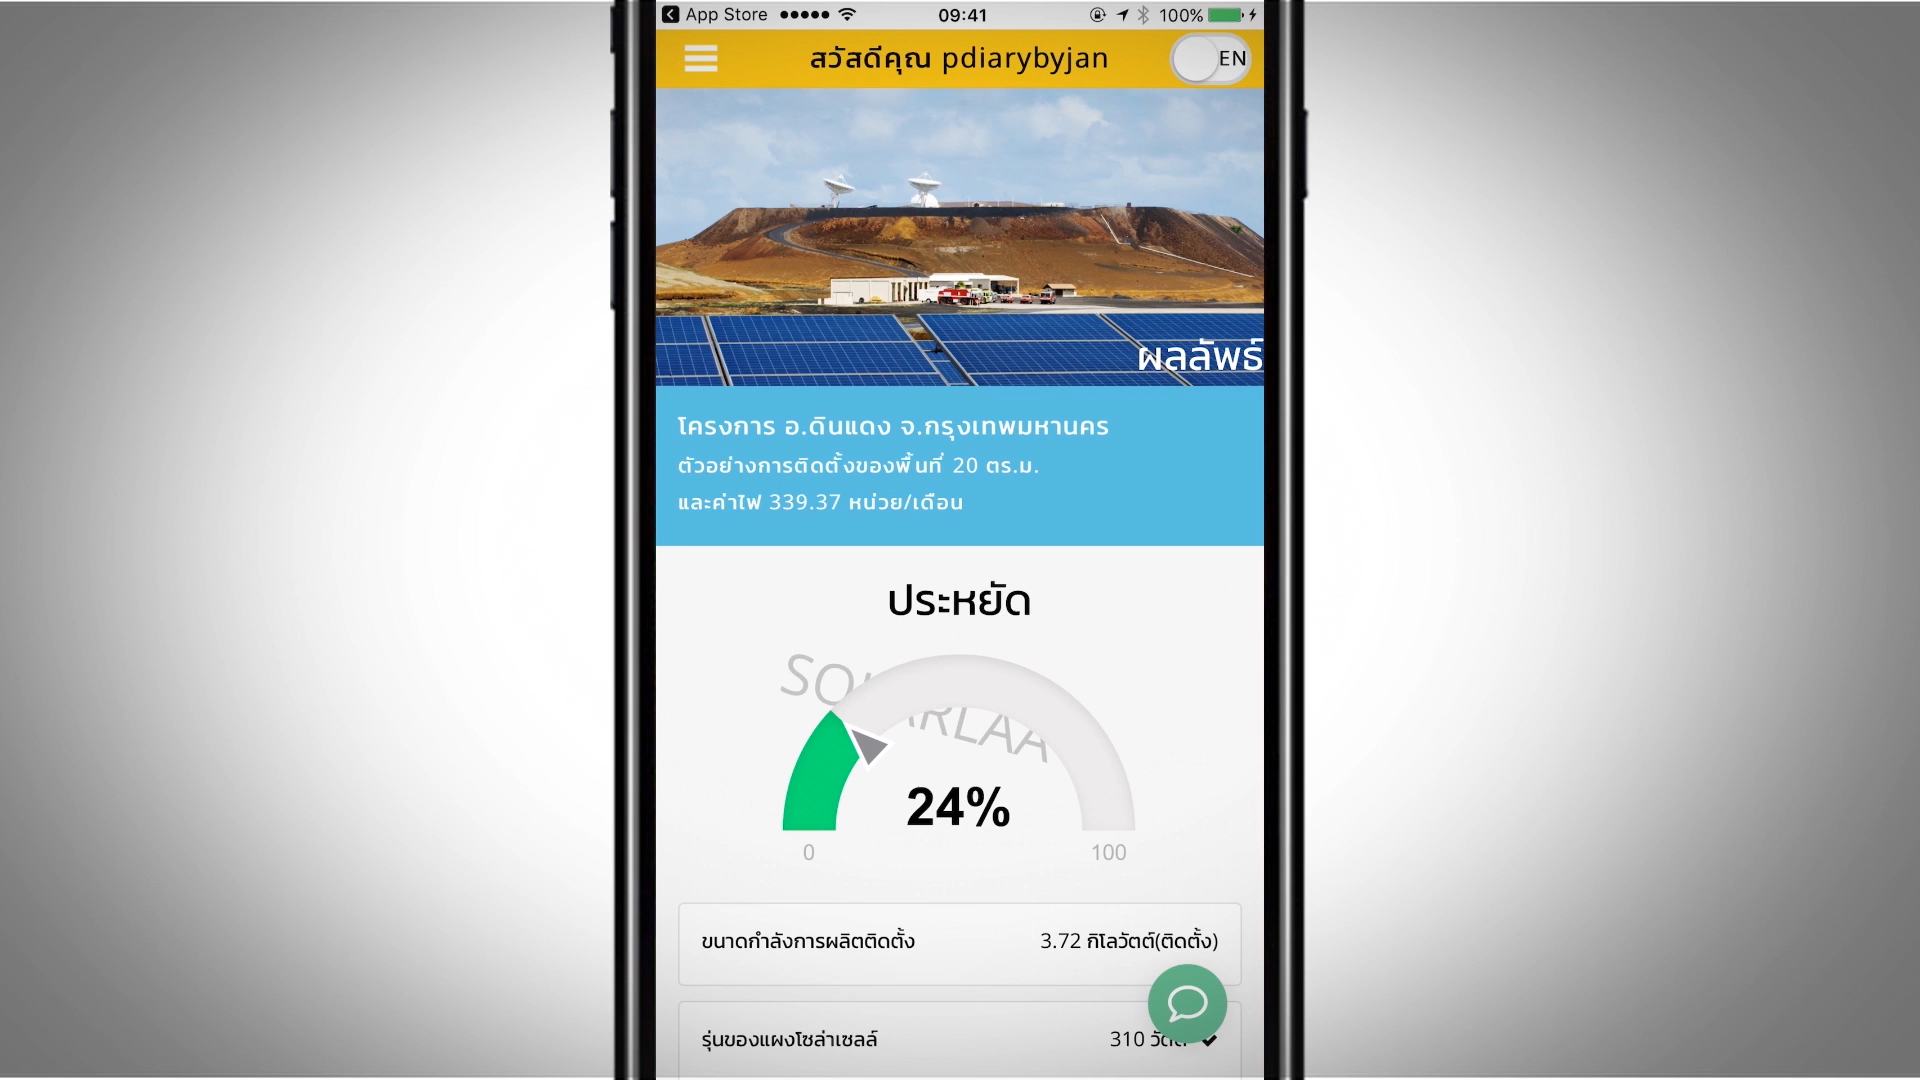 App Store 09:41 100%
สวัสดีคุณ pdiarybyjan EN
ผลลัพธ์
โครงการ อ.ดินแดง จ.กรุงเทพมหานคร
ตัวอย่างการติดตั้งของพื้นที่ 20 ตร.ม.
และค่าไฟ 339.37 หน่วย/เดือน
ประหยัด
24%
0 100
ขนาดกำลังการผลิตติดตั้ง 3.72 กิโลวัตต์(ติดตั้ง)
รุ่นของแผงโซล่าเซลล์ 310